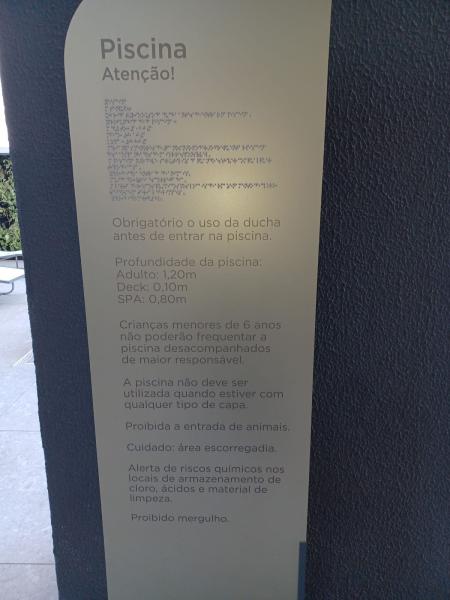 Piscina
Atenção!
Obrigatório o uso da ducha
antes de entrar na piscina.
Profundidade da piscina:
Adulto: 1,20m
Deck: 0,10m
SPA: 0,80m
Crianças menores de 6 anos
não poderão frequentar a
piscina desacompanhados
de maior responsável.
A piscina não deve ser
utilizada quando estiver com
qualquer tipo de capa.
Proibida a entrada de animais.
Cuidado: área escorregadia.
Alerta de riscos químicos nos
locais de armazenamento de
cloro, ácidos e material de
limpeza.
Proibido mergulho.